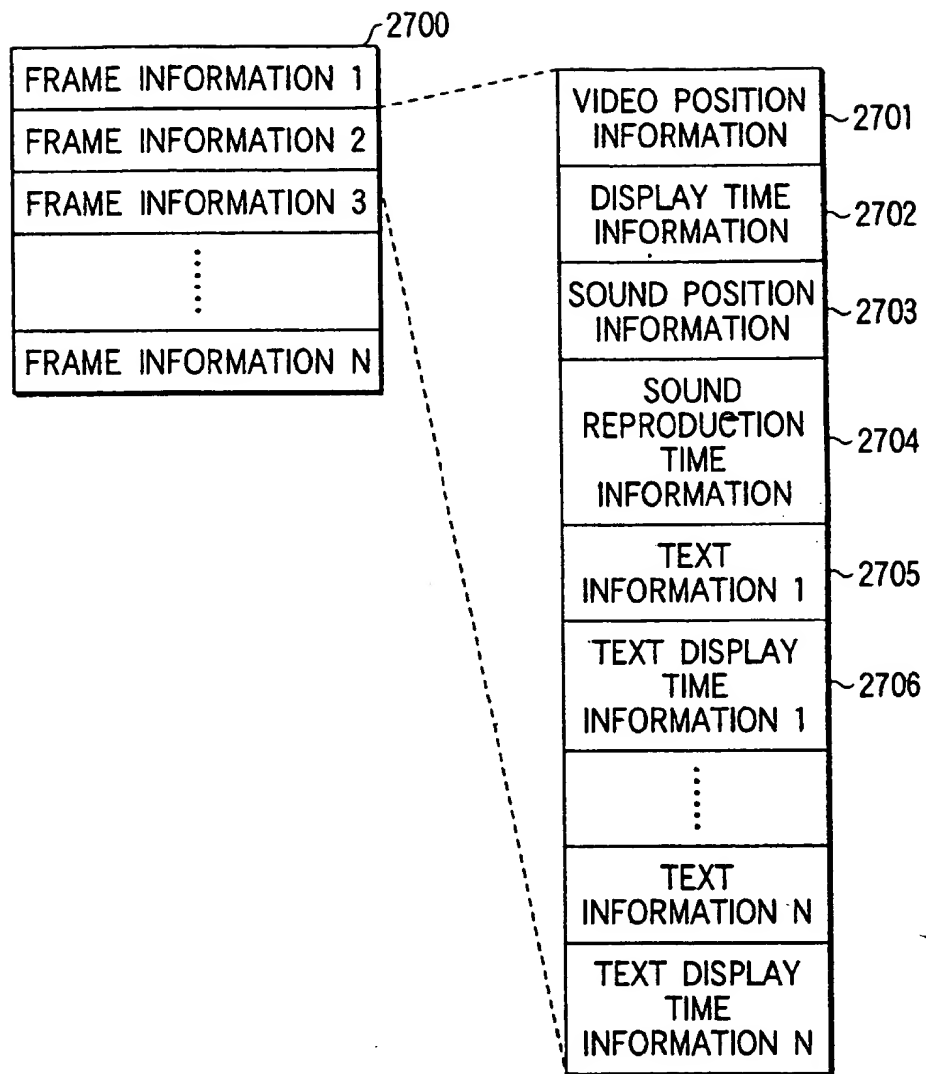 2700
FRAME INFORMATION 1
FRAME INFORMATION 2
FRAME INFORMATION 3
FRAME INFORMATION N
VIDEO POSITION
INFORMATION
2701
DISPLAY TIME
INFORMATION
2702
SOUND POSITION
INFORMATION
2703
SOUND
REPRODUCTION
TIME
INFORMATION
2704
TEXT
INFORMATION 1
2705
TEXT DISPLAY
TIME
INFORMATION 1
2706
TEXT
INFORMATION N
TEXT DISPLAY
TIME
INFORMATION N